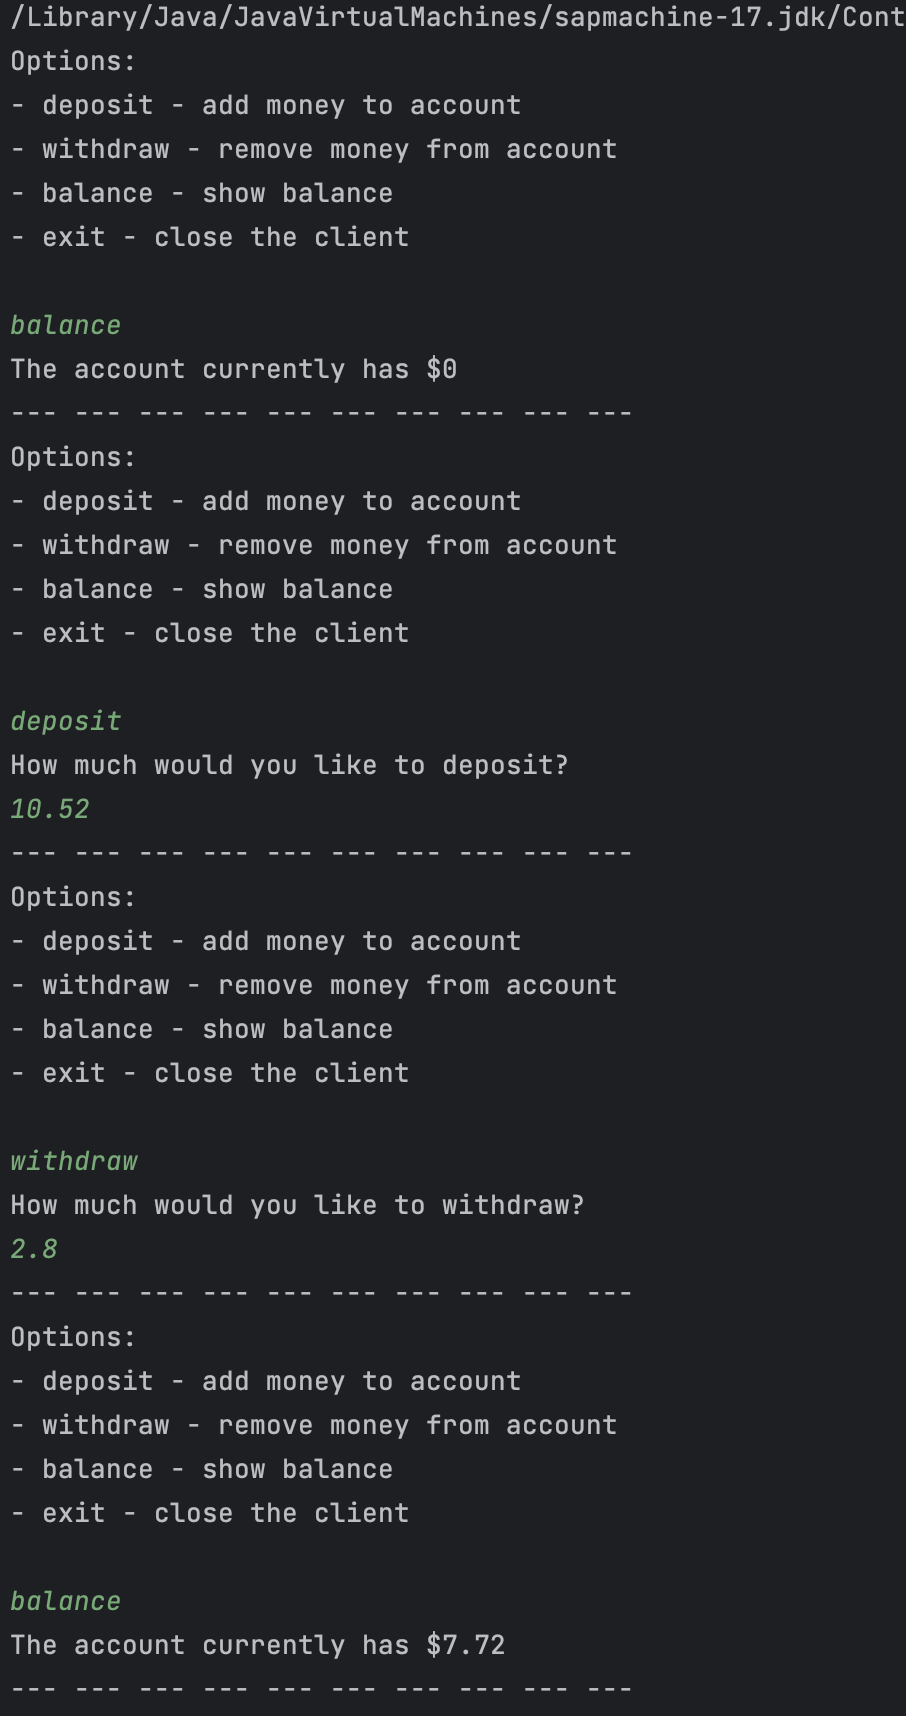 /Library/Java/JavaVirtualMachines/sapmachine-17.jdk/Cont
Options:
- deposit - add money to account
- withdraw - remove money from account
- balance - show balance
- exit - close the client
balance
The account currently has $0
--- --- --- --- --- --- --- --- --- ---
Options:
- deposit - add money to account
- withdraw - remove money from account
- balance - show balance
- exit - close the client
deposit
How much would you like to deposit?
10.52
--- --- --- --- --- --- --- --- --- ---
Options:
- deposit - add money to account
- withdraw - remove money from account
- balance - show balance
- exit - close the client
withdraw
How much would you like to withdraw?
2.8
--- --- --- --- --- --- --- --- --- ---
Options:
- deposit - add money to account
- withdraw - remove money from account
- balance - show balance
- exit - close the client
balance
The account currently has $7.72
--- --- --- --- --- --- --- --- --- ---